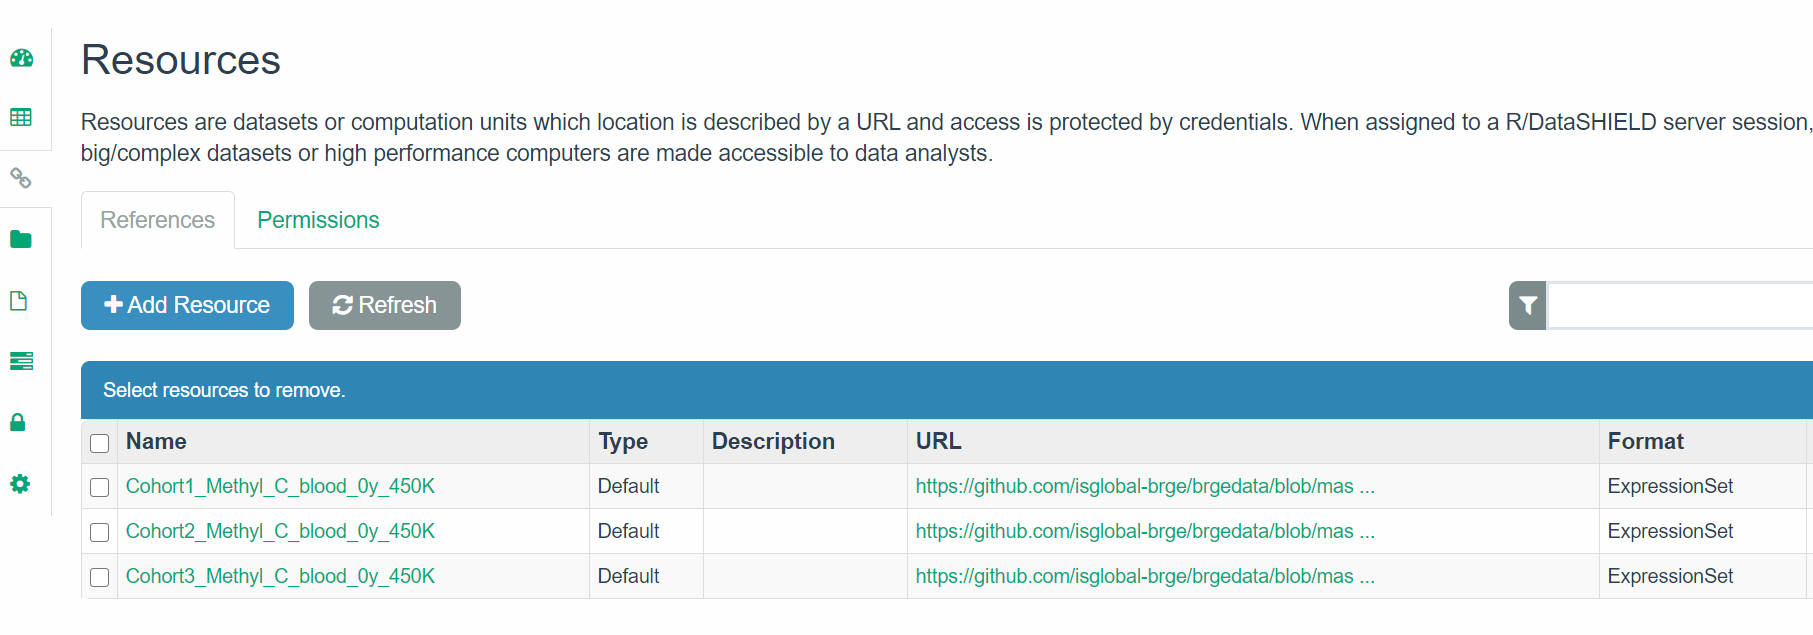 Resources
Resources are datasets or computation units which location is described by a URL and access is protected by credentials. When assigned to a R/DataSHIELD server session,
big/complex datasets or high performance computers are made accessible to data analysts.
References Permissions
Add Resource Refresh
Select resources to remove.
Name Type Description URL Format
Cohort1_Methyl_C_blood_0y_450K Default https://github.com/isglobal-brge/brgedata/blob/mas ... ExpressionSet
Cohort2_Methyl_C_blood_0y_450K Default https://github.com/isglobal-brge/brgedata/blob/mas ... ExpressionSet
Cohort3_Methyl_C_blood_0y_450K Default https://github.com/isglobal-brge/brgedata/blob/mas ... ExpressionSet